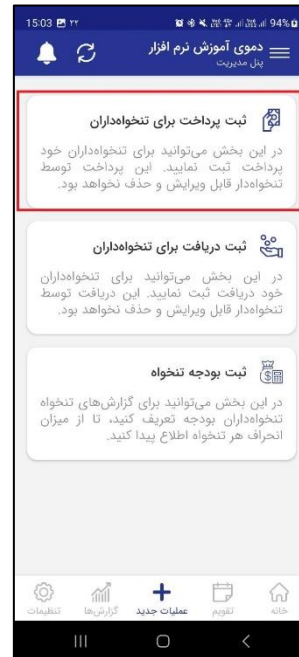 15:03 ۲۲ 94%
دموی آموزش نرم افزار
پنل مدیریت
ثبت پرداخت برای تنخواه‌داران
در این بخش می‌توانید برای تنخواه‌داران خود
پرداخت ثبت نمایید. این پرداخت توسط
تنخواه‌دار قابل ویرایش و حذف نخواهد بود.
ثبت دریافت برای تنخواه‌داران
در این بخش می‌توانید برای تنخواه‌داران
خود دریافت ثبت نمایید. این دریافت توسط
تنخواه‌دار قابل ویرایش و حذف نخواهد بود.
ثبت بودجه تنخواه
در این بخش می‌توانید برای گزارش‌های تنخواه
تنخواه‌داران بودجه تعریف کنید، تا از میزان
انحراف هر تنخواه اطلاع پیدا کنید.
خانه تقویم عملیات جدید گزارش‌ها تنظیمات